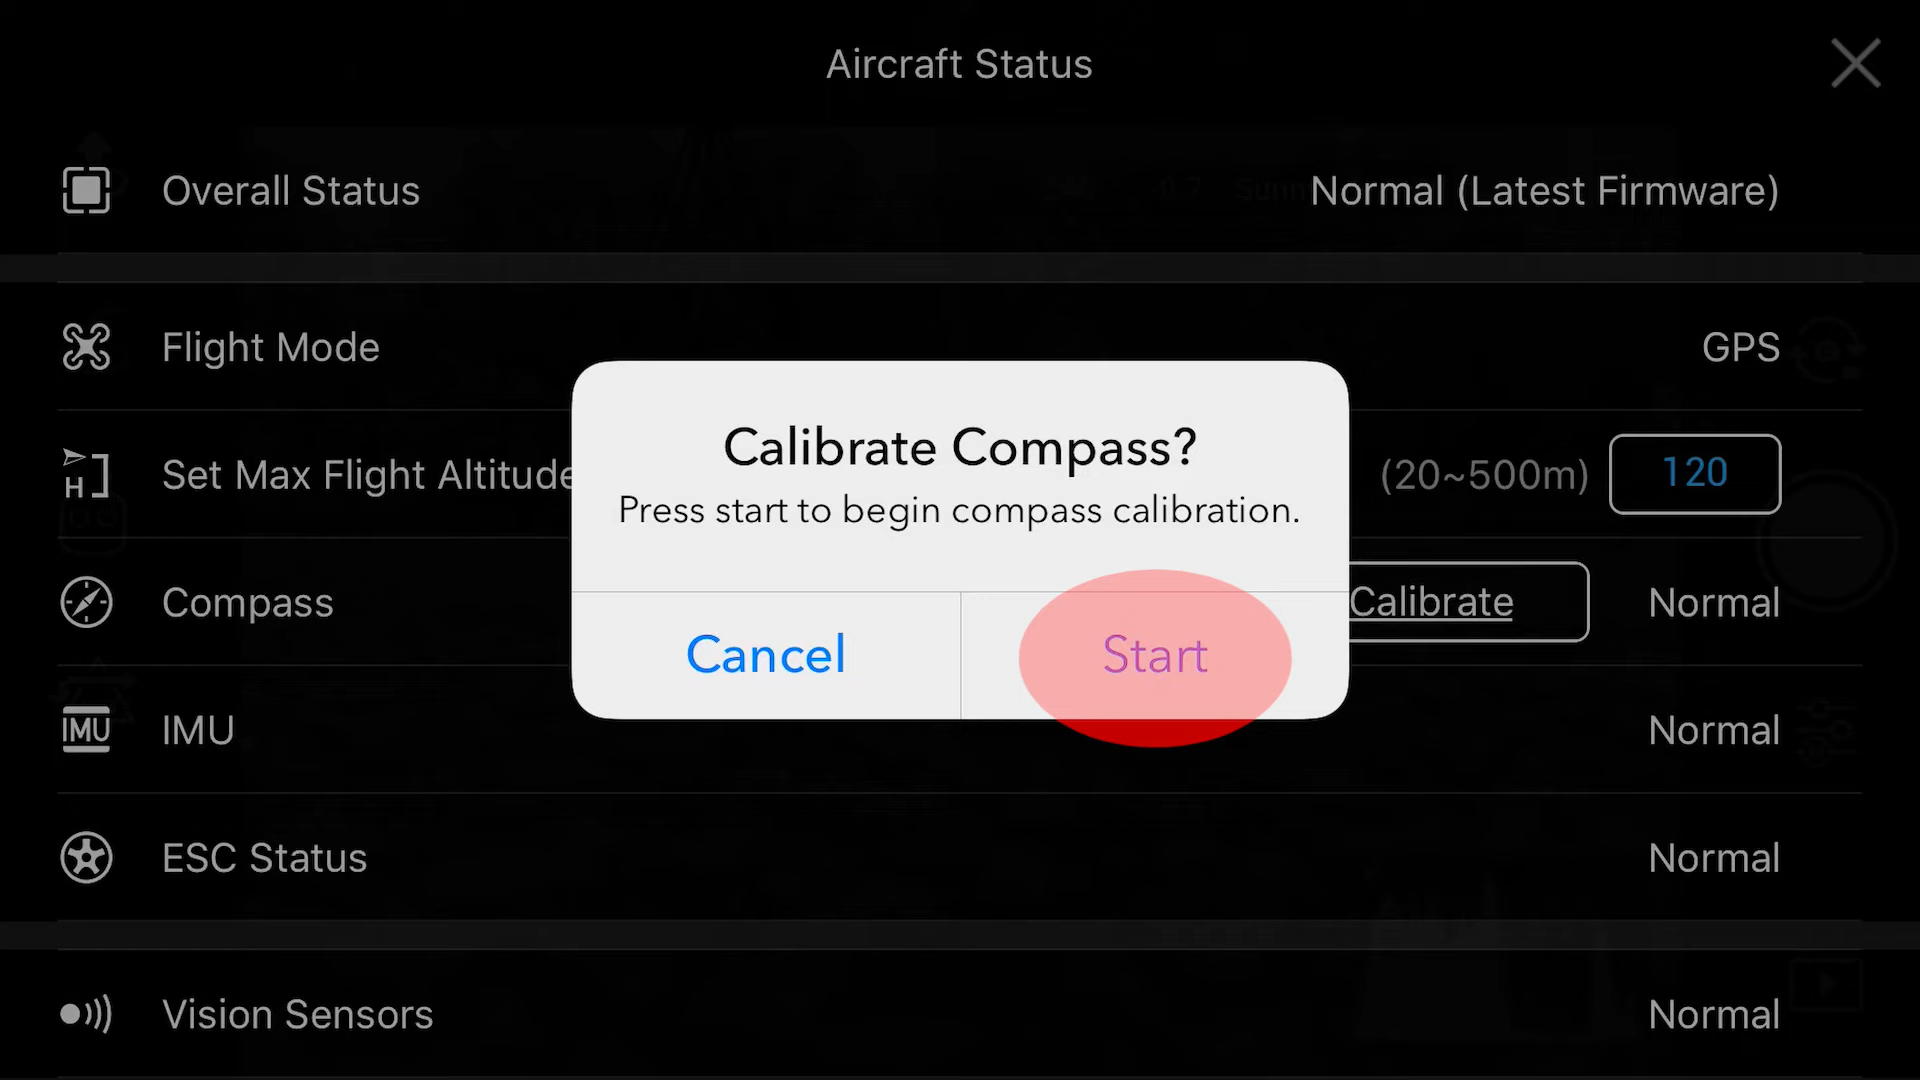 Aircraft Status
Overall Status Normal (Latest Firmware)
Flight Mode GPS
Set Max Flight Altitude (20~500m) 120
Compass Calibrate Normal
IMU IMU Normal
ESC Status Normal
Vision Sensors Normal
Calibrate Compass?
Press start to begin compass calibration.
Cancel Start